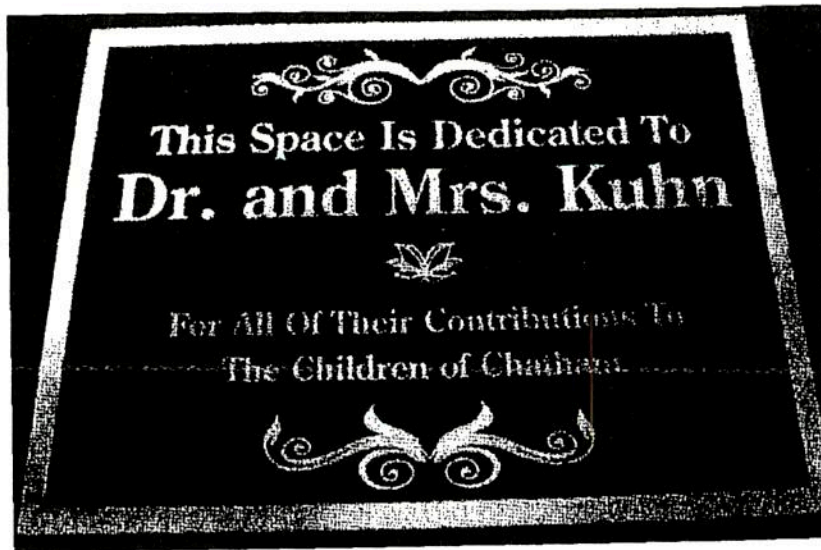 This Space Is Dedicated To
Dr. and Mrs. Kuhn
For All Of Their Contributions To
The Children of Chatham